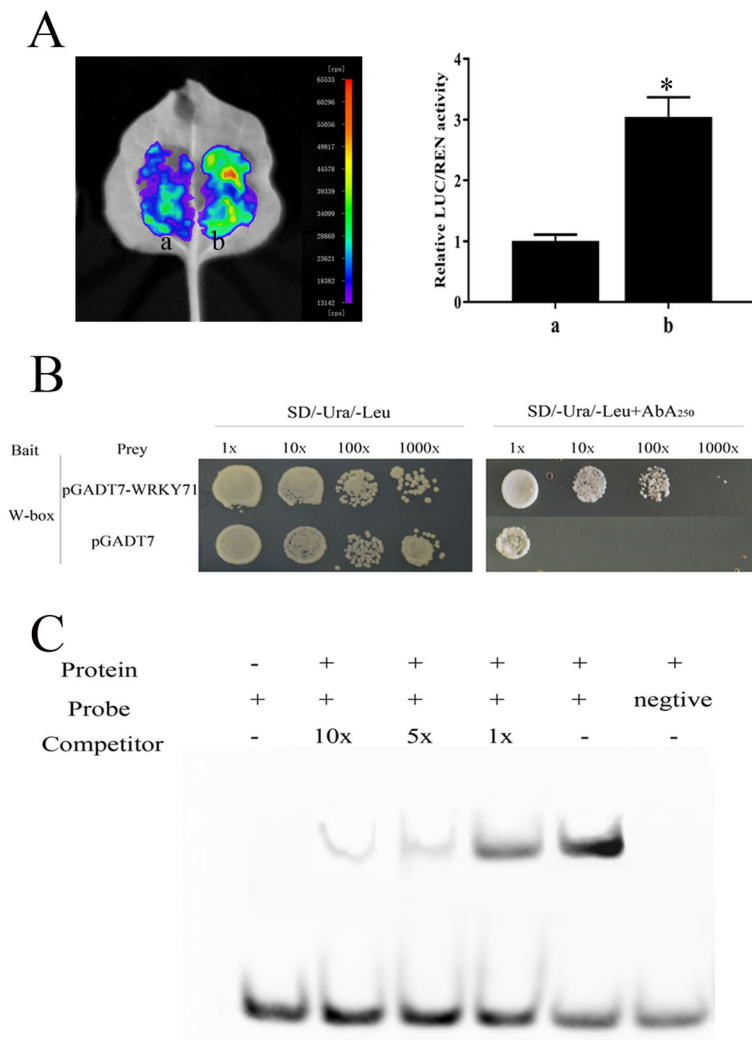 A
[cps]
65535
60296
49817
44578
44339
34099
28860
23621
18382
13142
[cps]
a b
Relative LUC/REN activity
4
3
2
1
0
*
a b
B
SD/-Ura/-Leu SD/-Ura/-Leu+AbA250
Bait Prey 1x 10x 100x 1000x 1x 10x 100x 1000x
pGADT7-WRKY71
W-box
pGADT7
C
Protein - + + + + +
Probe + + + + + negtive
Competitor - 10x 5x 1x - -